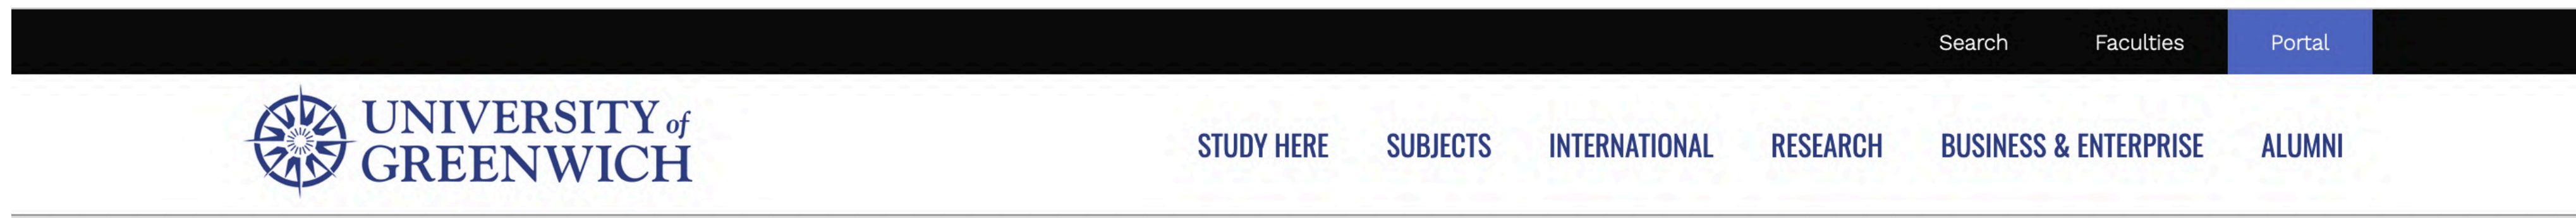 Search Faculties Portal
UNIVERSITY of
GREENWICH
STUDY HERE SUBJECTS INTERNATIONAL RESEARCH BUSINESS & ENTERPRISE ALUMNI